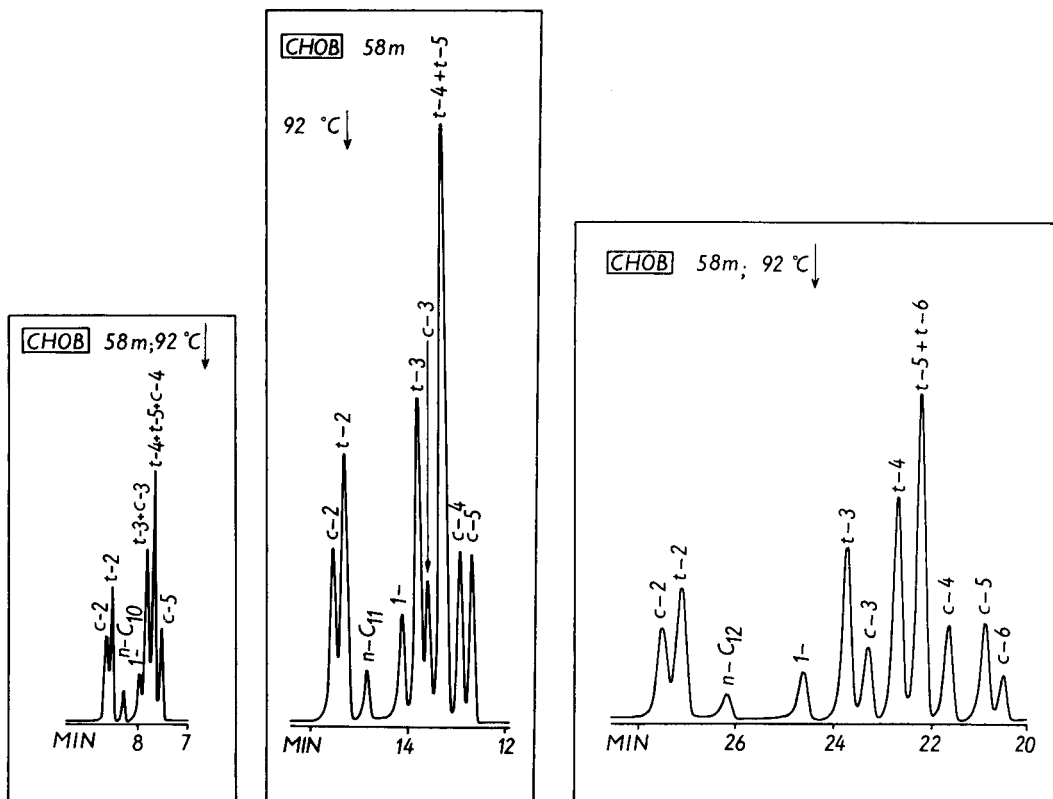 CHOB 58m;92 °C
c-2
t-2
n-C10
1-
t-3+c-3
t-4+t-5+c-4
c-5
MIN 8 7
CHOB 58m
92 °C
c-2
t-2
n-C11
1-
t-3
c-3
t-4+t-5
c-4
c-5
MIN 14 12
CHOB 58m; 92 °C
c-2
t-2
n-C12
1-
t-3
c-3
t-4
t-5+t-6
c-4
c-5
c-6
MIN 26 24 22 20